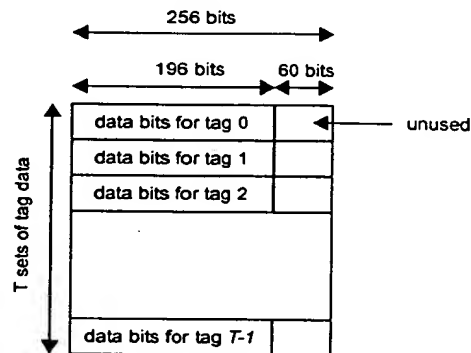 256 bits
196 bits
60 bits
data bits for tag 0
unused
data bits for tag 1
data bits for tag 2
T sets of tag data
data bits for tag T-1